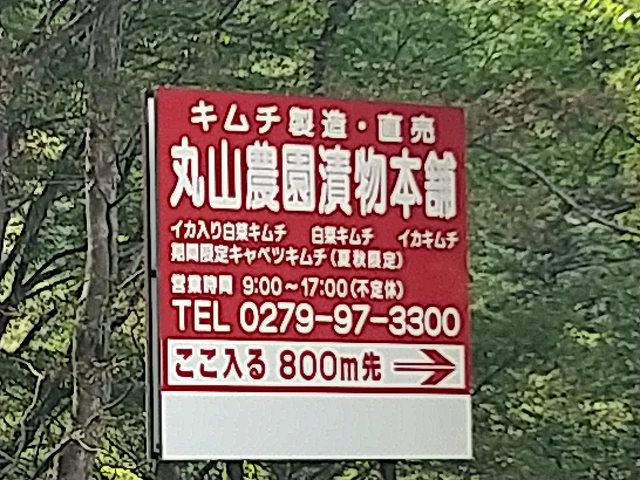 キムチ製造・直売
丸山農園漬物本舗
イカ入り白菜キムチ　白菜キムチ　イカキムチ
期間限定キャベツキムチ(夏秋限定)
営業時間 9:00〜17:00(不定休)
TEL 0279-97-3300
ここ入る 800m先